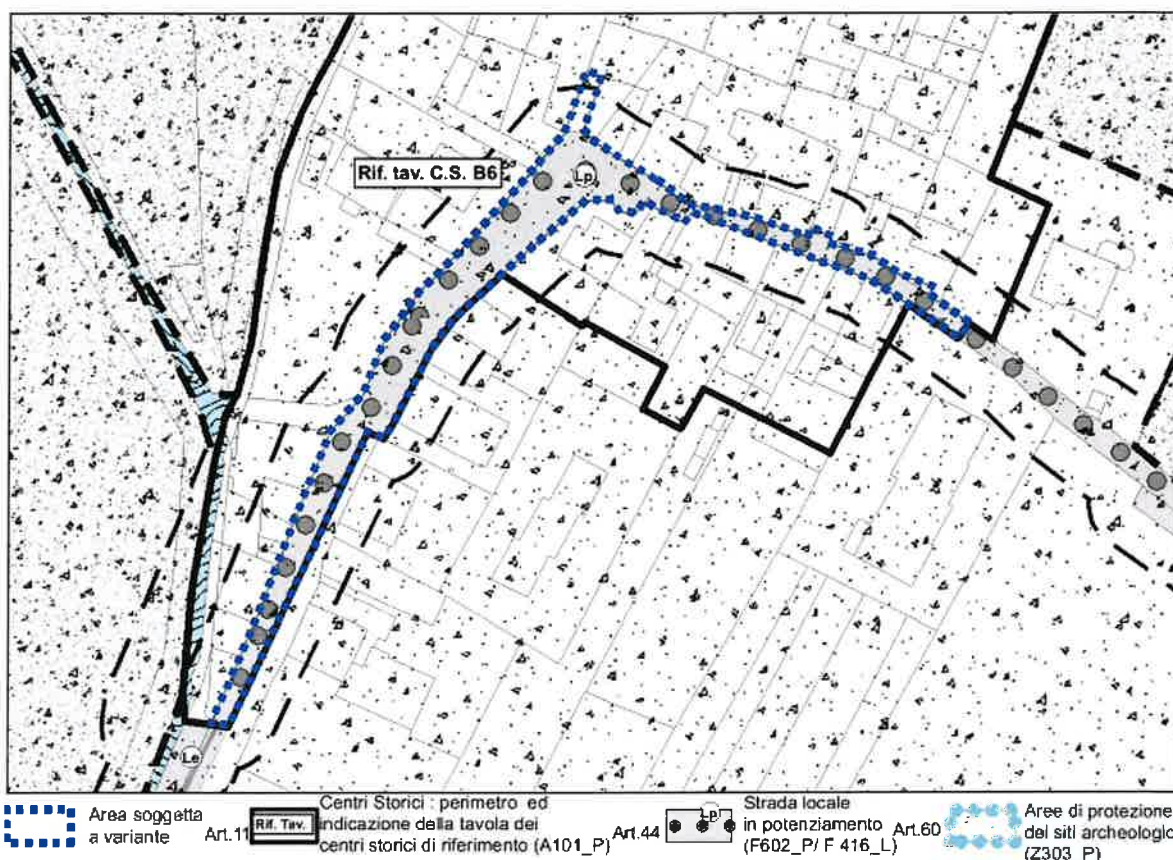 Rif. tav. C.S. B6
Lp
Le
Area soggetta
a variante
Art.11
Rif. Tav.
Centri Storici : perimetro ed
indicazione della tavola dei
centri storici di riferimento (A101_P)
Art.44
Lp
Strada locale
in potenziamento
(F602_P/ F 416_L)
Art.60
Aree di protezione
dei siti archeologic
(Z303_P)